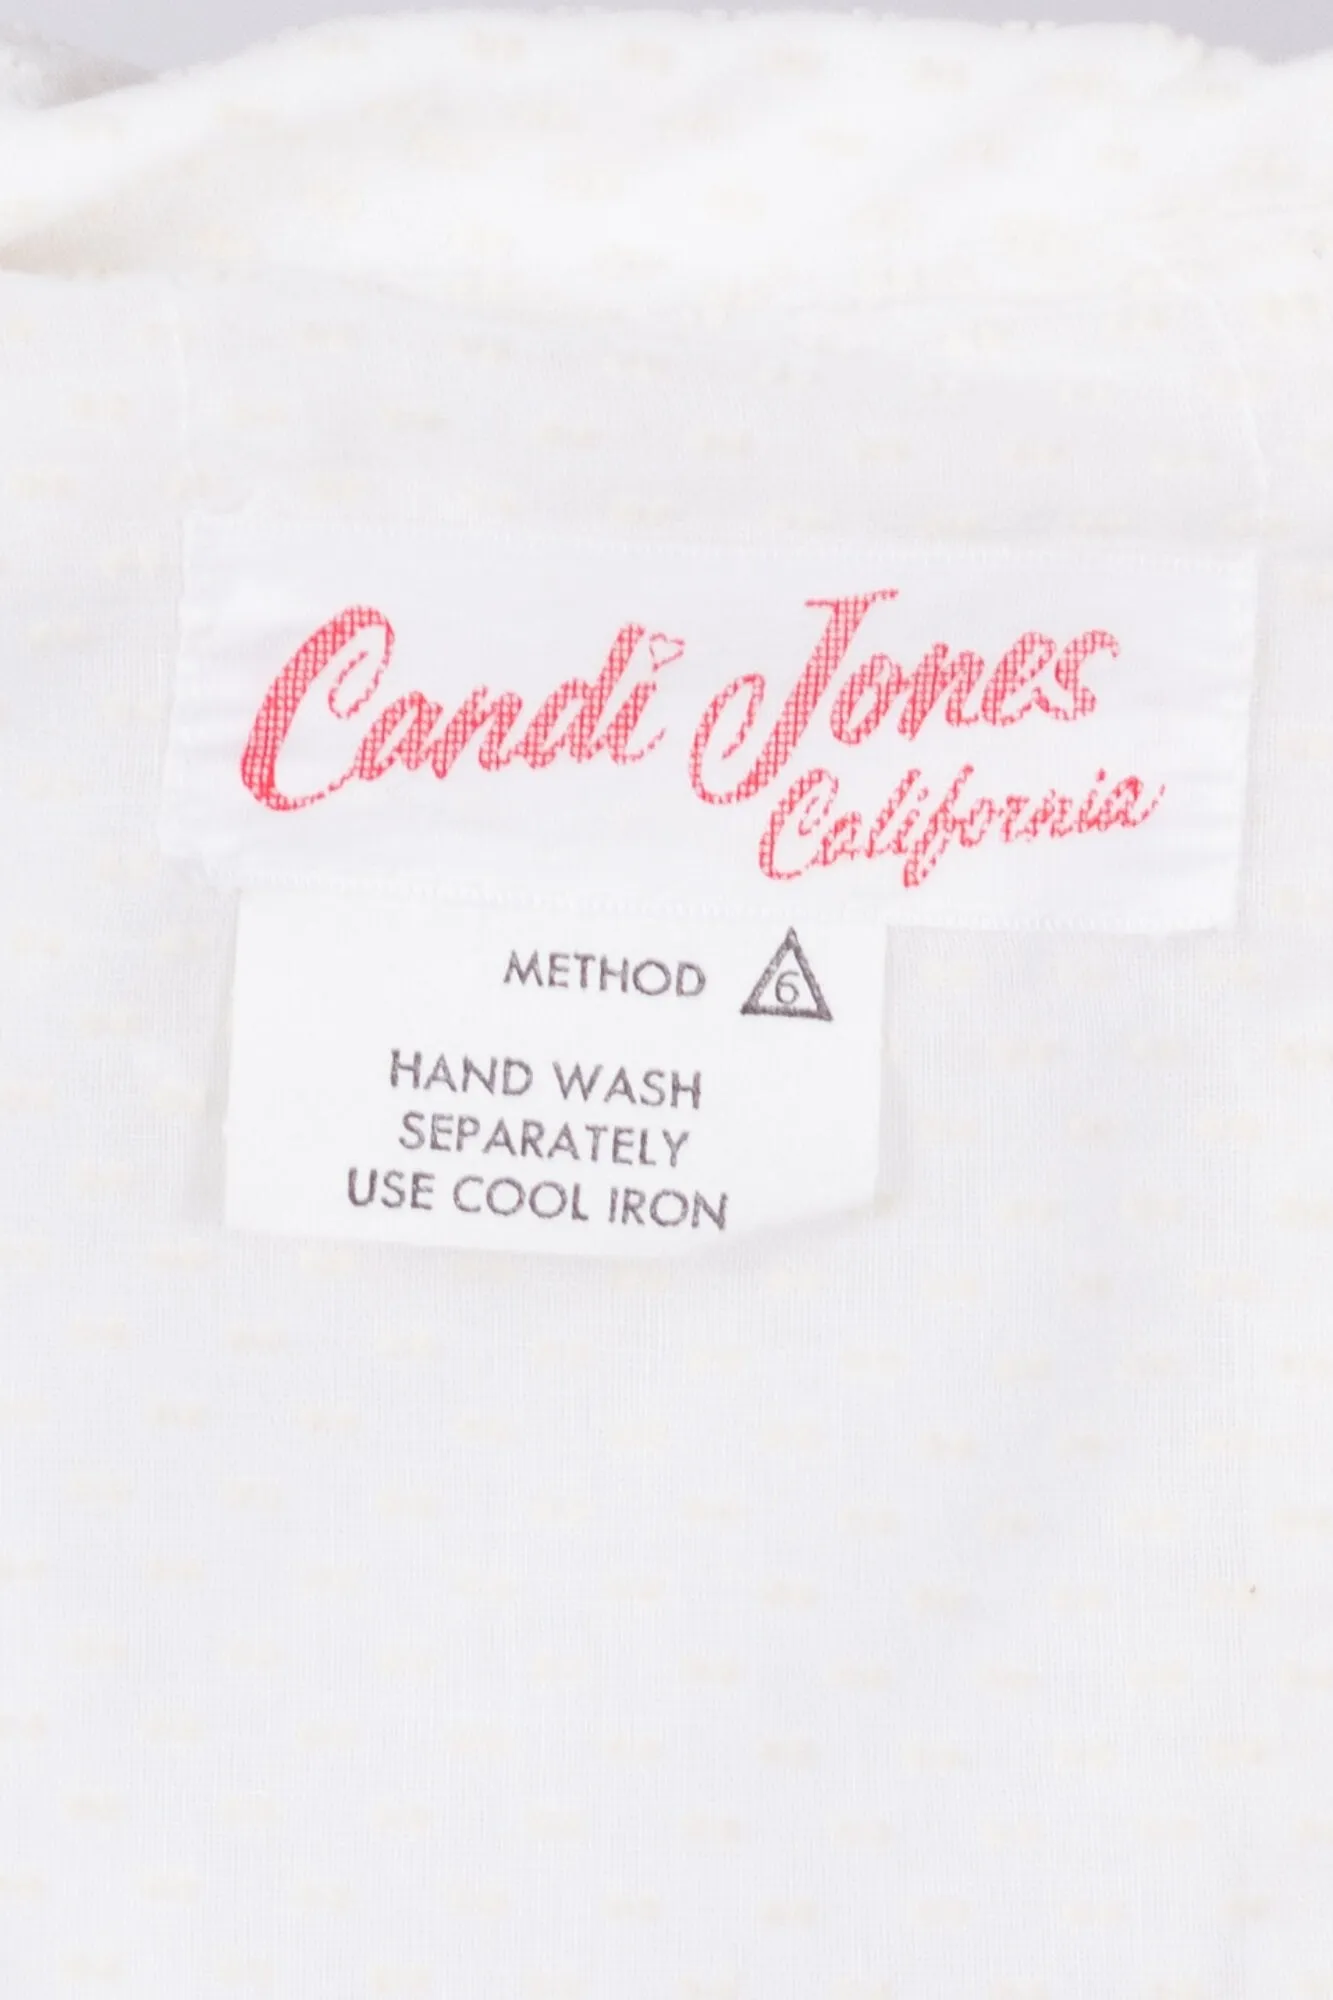 Candi Jones
California
METHOD 6
HAND WASH
SEPARATELY
USE COOL IRON